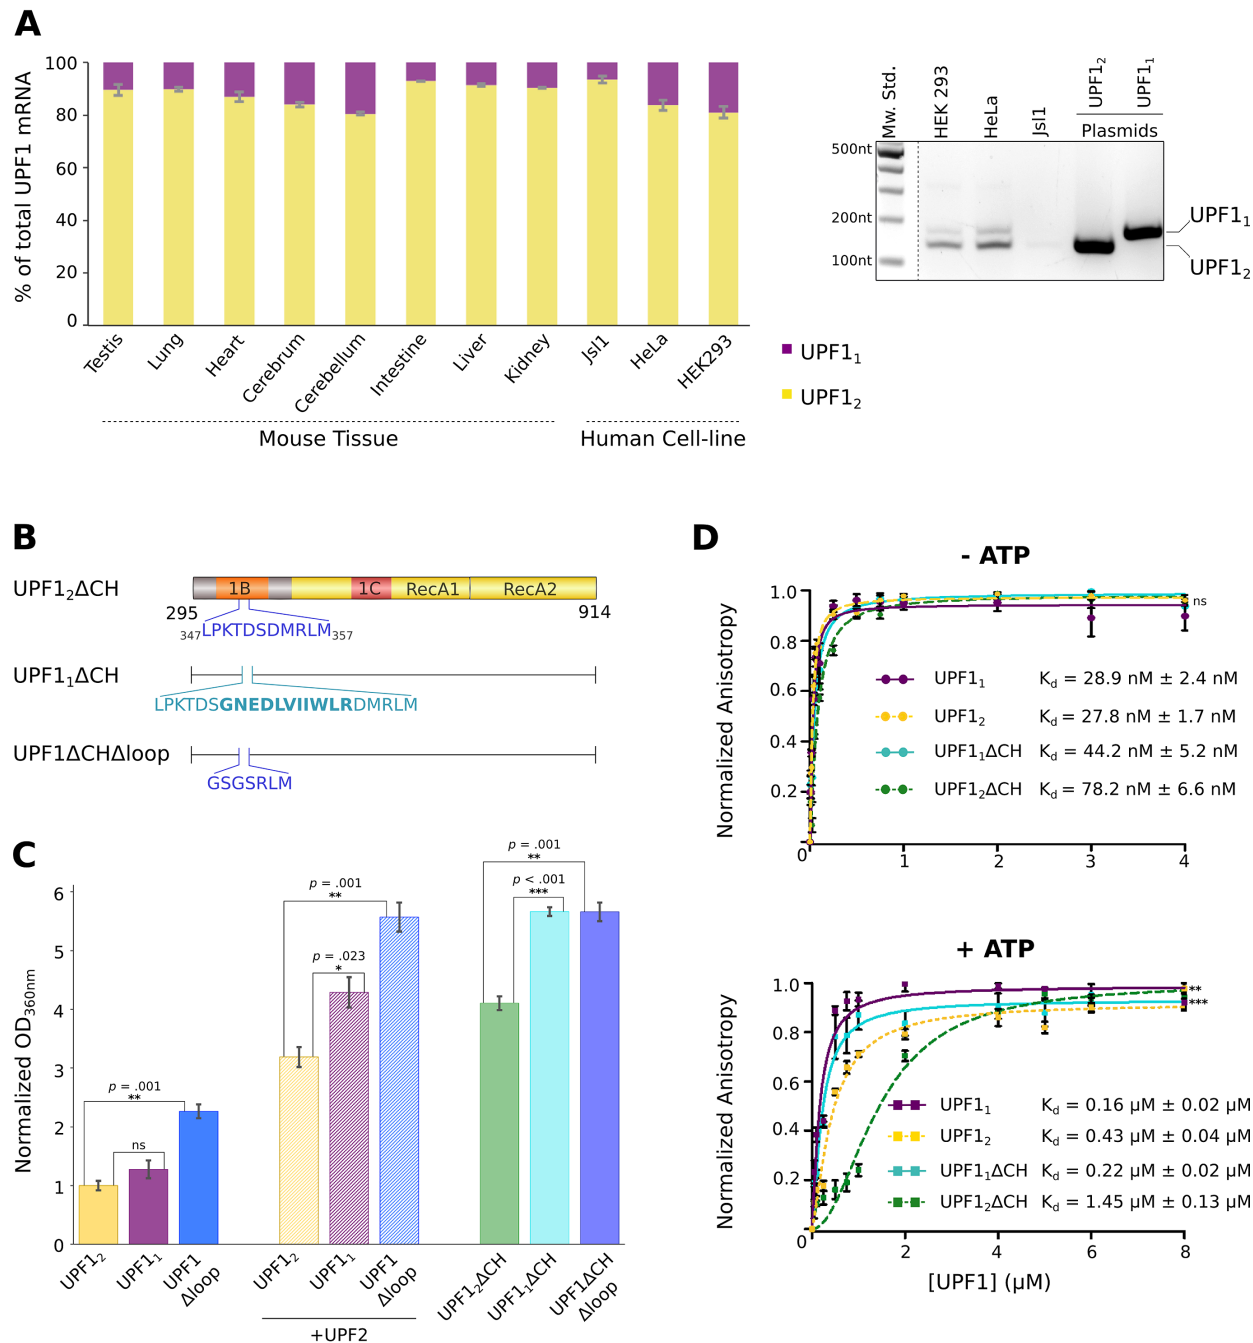 A
% of total UPF1 mRNA
100
80
60
40
20
0
Testis
Lung
Heart
Cerebrum
Cerebellum
Intestine
Liver
Kidney
Jsl1
HeLa
HEK293
Mouse Tissue
Human Cell-line
UPF1₁
UPF1₂
Mw. Std.
HEK 293
HeLa
Jsl1
UPF1₂
UPF1₁
Plasmids
500nt
200nt
100nt
UPF1₁
UPF1₂
B
UPF1₂ΔCH
1B
1C
RecA1
RecA2
295
914
₃₄₇LPKTDSDMRLM₃₅₇
UPF1₁ΔCH
LPKTDSGNEDLVIIWLRDMRLM
UPF1ΔCHΔloop
GSGSRLM
C
Normalized OD₃₆₀ₙₘ
6
5
4
3
2
1
0
p = .001
**
ns
p = .001
**
p = .023
*
p = .001
**
p < .001
***
UPF1₂
UPF1₁
UPF1
Δloop
UPF1₂
UPF1₁
UPF1
Δloop
+UPF2
UPF1₂ΔCH
UPF1₁ΔCH
UPF1ΔCH
Δloop
D
- ATP
Normalized Anisotropy
1.0
0.8
0.6
0.4
0.2
0
1
2
3
4
ns
UPF1₁ K_d = 28.9 nM ± 2.4 nM
UPF1₂ K_d = 27.8 nM ± 1.7 nM
UPF1₁ΔCH K_d = 44.2 nM ± 5.2 nM
UPF1₂ΔCH K_d = 78.2 nM ± 6.6 nM
+ ATP
Normalized Anisotropy
1.0
0.8
0.6
0.4
0.2
0
2
4
6
8
**
***
UPF1₁ K_d = 0.16 µM ± 0.02 µM
UPF1₂ K_d = 0.43 µM ± 0.04 µM
UPF1₁ΔCH K_d = 0.22 µM ± 0.02 µM
UPF1₂ΔCH K_d = 1.45 µM ± 0.13 µM
[UPF1] (µM)